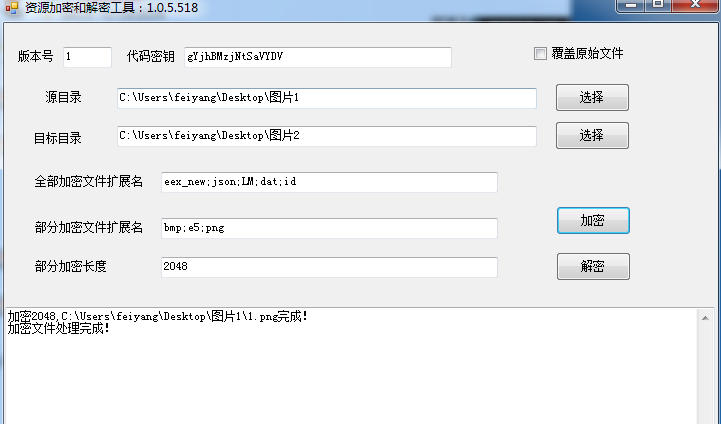 资源加密和解密工具：1.0.5.518
版本号 1 代码密钥 gYjhBMzjNtSaVYDV 覆盖原始文件
源目录 C:\Users\feiyang\Desktop\图片1 选择
目标目录 C:\Users\feiyang\Desktop\图片2 选择
全部加密文件扩展名 eex_new;json;LM;dat;id
部分加密文件扩展名 bmp;e5;png 加密
部分加密长度 2048 解密
加密2048,C:\Users\feiyang\Desktop\图片1\1.png完成!
加密文件处理完成!